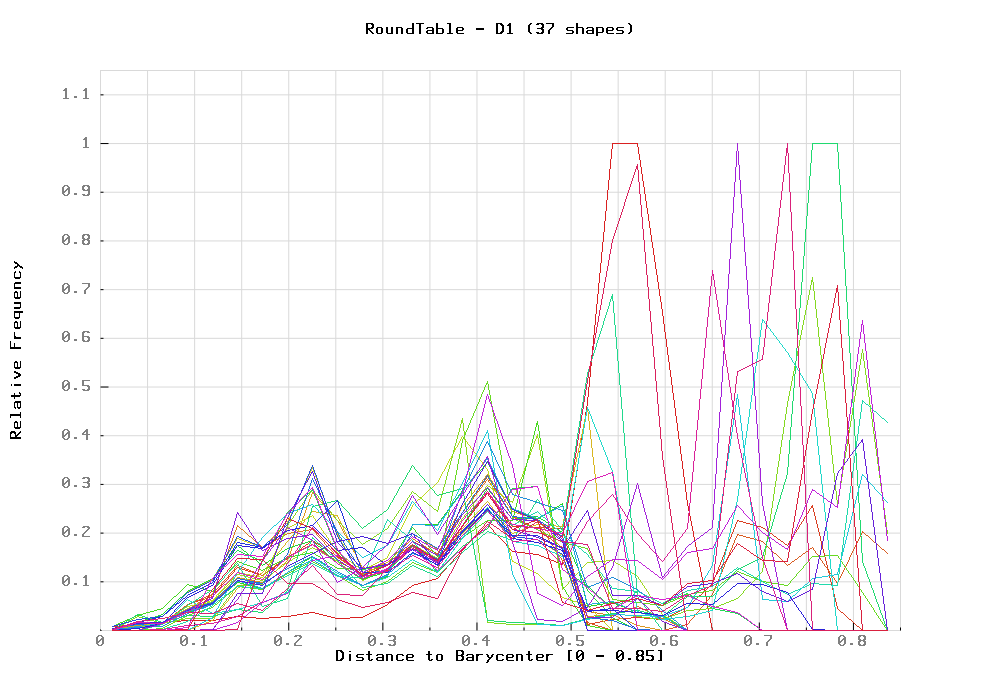 RoundTable - D1 (37 shapes)
1.1
1
0.9
0.8
0.7
0.6
0.5
0.4
0.3
0.2
0.1
Relative Frequency
0 0.1 0.2 0.3 0.4 0.5 0.6 0.7 0.8
Distance to Barycenter [0 - 0.85]